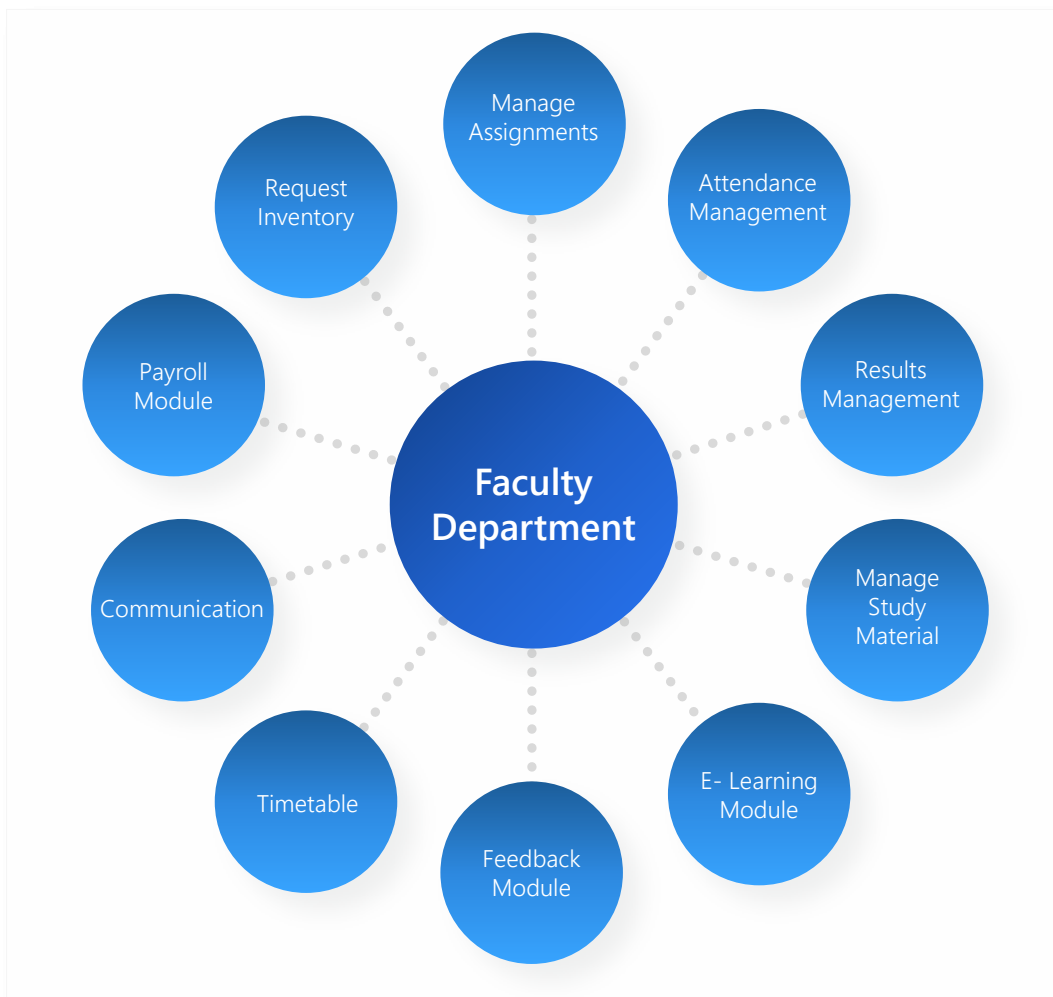 Manage
Assignments
Attendance
Management
Request
Inventory
Results
Management
Payroll
Module
Faculty
Department
Manage
Study
Material
Communication
E- Learning
Module
Timetable
Feedback
Module